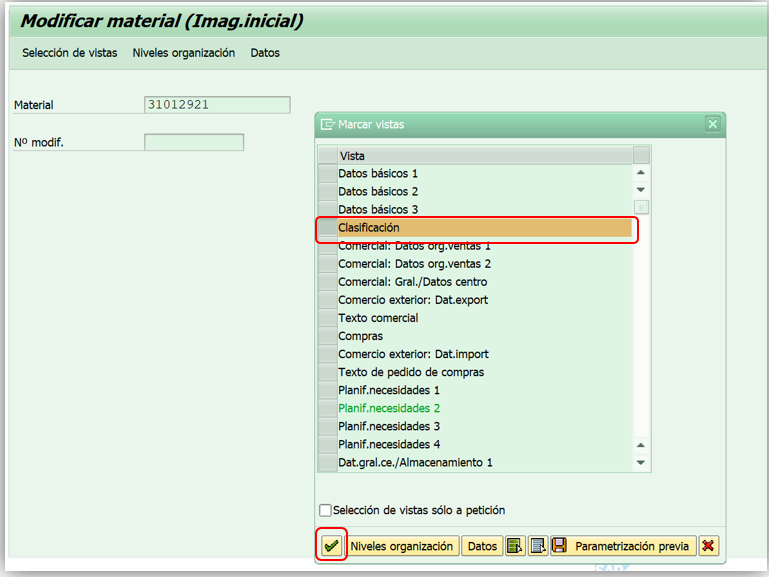 Modificar material (Imag.inicial)
Selección de vistas Niveles organización Datos
Material 31012921
Nº modif.
Marcar vistas
Vista
Datos básicos 1
Datos básicos 2
Datos básicos 3
Clasificación
Comercial: Datos org.ventas 1
Comercial: Datos org.ventas 2
Comercial: Gral./Datos centro
Comercio exterior: Dat.export
Texto comercial
Compras
Comercio exterior: Dat.import
Texto de pedido de compras
Planif.necesidades 1
Planif.necesidades 2
Planif.necesidades 3
Planif.necesidades 4
Dat.gral.ce./Almacenamiento 1
Selección de vistas sólo a petición
Niveles organización Datos Parametrización previa